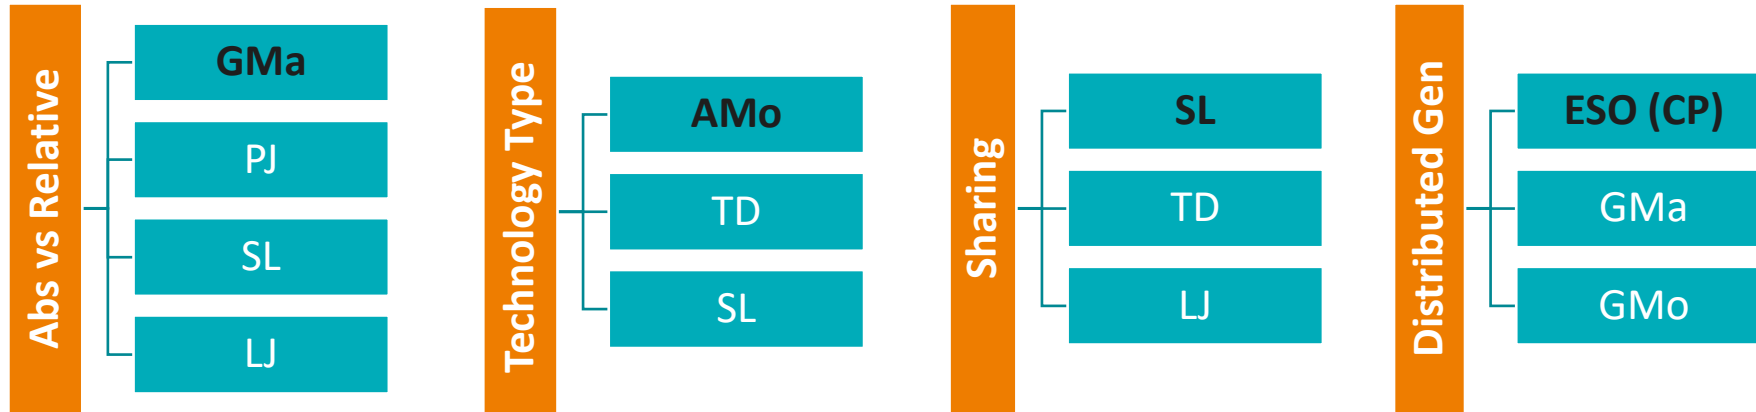 Abs vs Relative
GMa
PJ
SL
LJ
Technology Type
AMo
TD
SL
Sharing
SL
TD
LJ
Distributed Gen
ESO (CP)
GMa
GMo